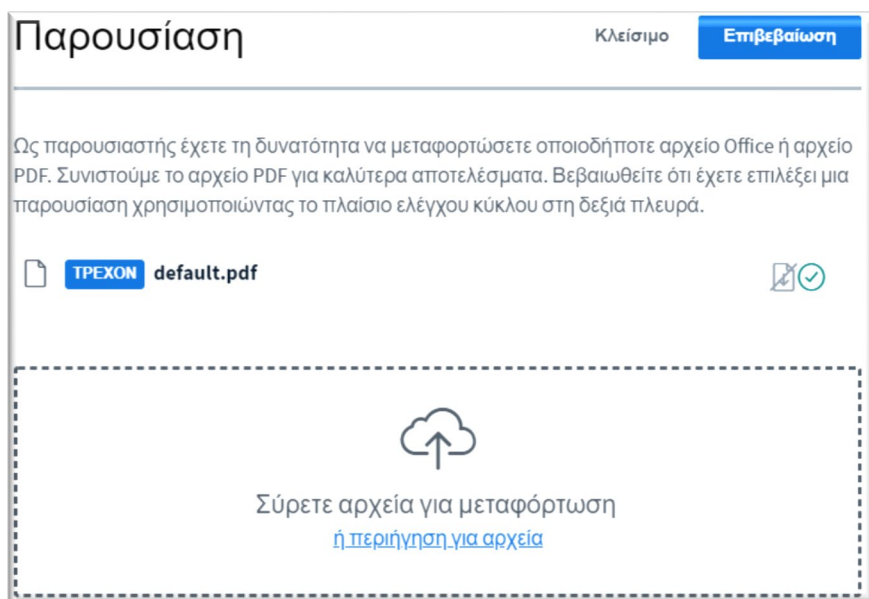 Παρουσίαση
Κλείσιμο
Επιβεβαίωση
Ως παρουσιαστής έχετε τη δυνατότητα να μεταφορτώσετε οποιοδήποτε αρχείο Office ή αρχείο
PDF. Συνιστούμε το αρχείο PDF για καλύτερα αποτελέσματα. Βεβαιωθείτε ότι έχετε επιλέξει μια
παρουσίαση χρησιμοποιώντας το πλαίσιο ελέγχου κύκλου στη δεξιά πλευρά.
ΤΡΕΧΟΝ default.pdf
Σύρετε αρχεία για μεταφόρτωση
ή περιήγηση για αρχεία